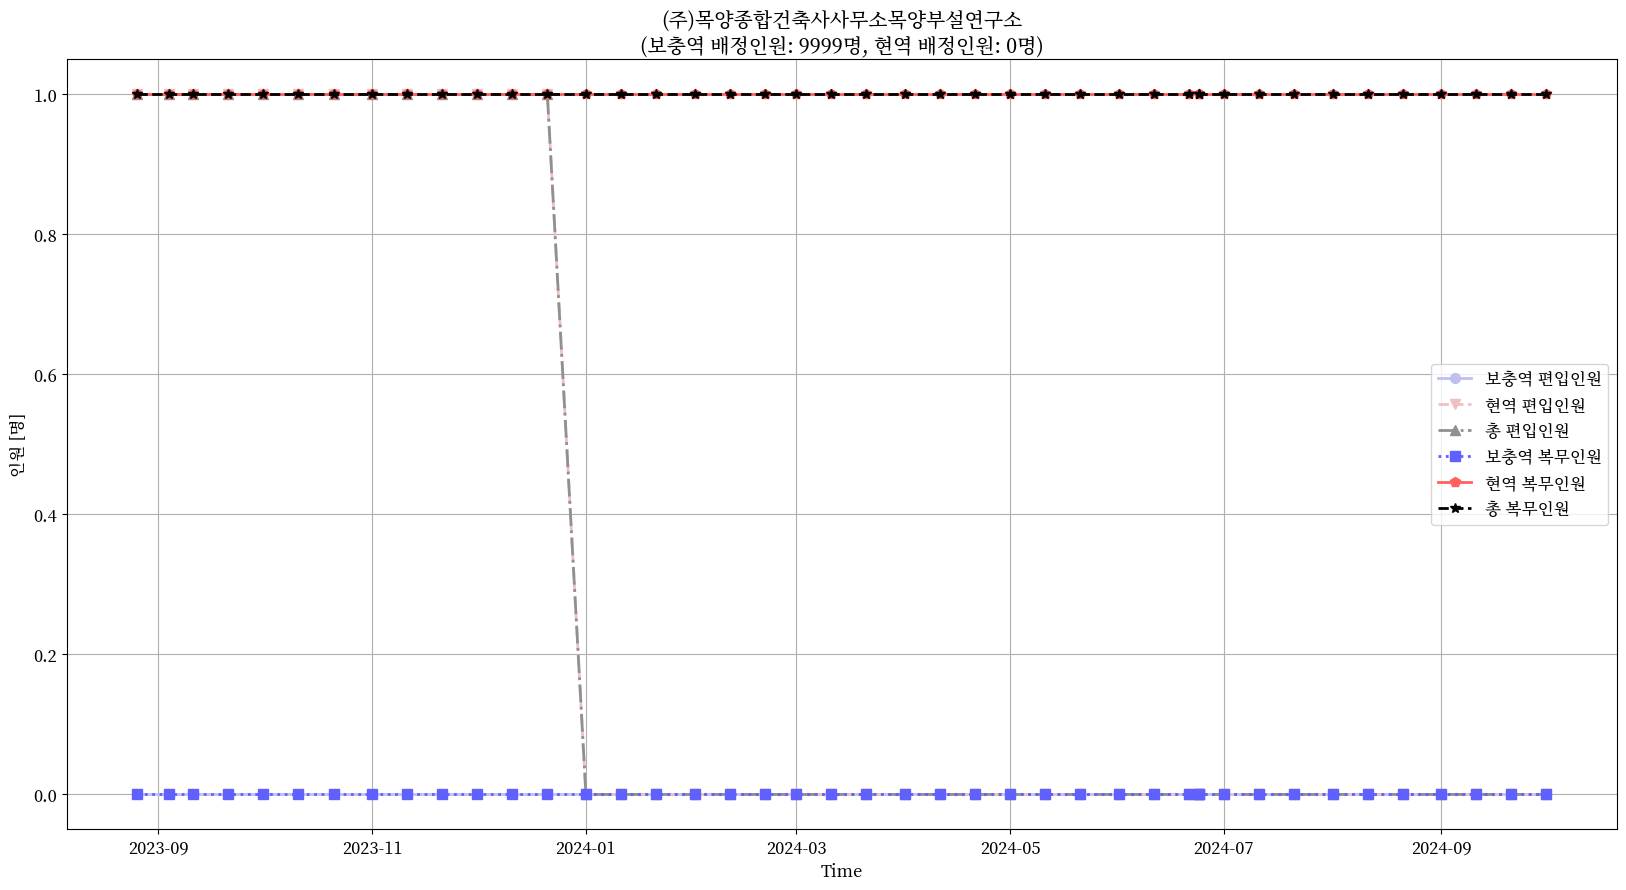 (주)목양종합건축사사무소목양부설연구소
(보충역 배정인원: 9999명, 현역 배정인원: 0명)
1.0
0.8
0.6
0.4
0.2
0.0
인원 [명]
보충역 편입인원
현역 편입인원
총 편입인원
보충역 복무인원
현역 복무인원
총 복무인원
2023-09
2023-11
2024-01
2024-03
2024-05
2024-07
2024-09
Time